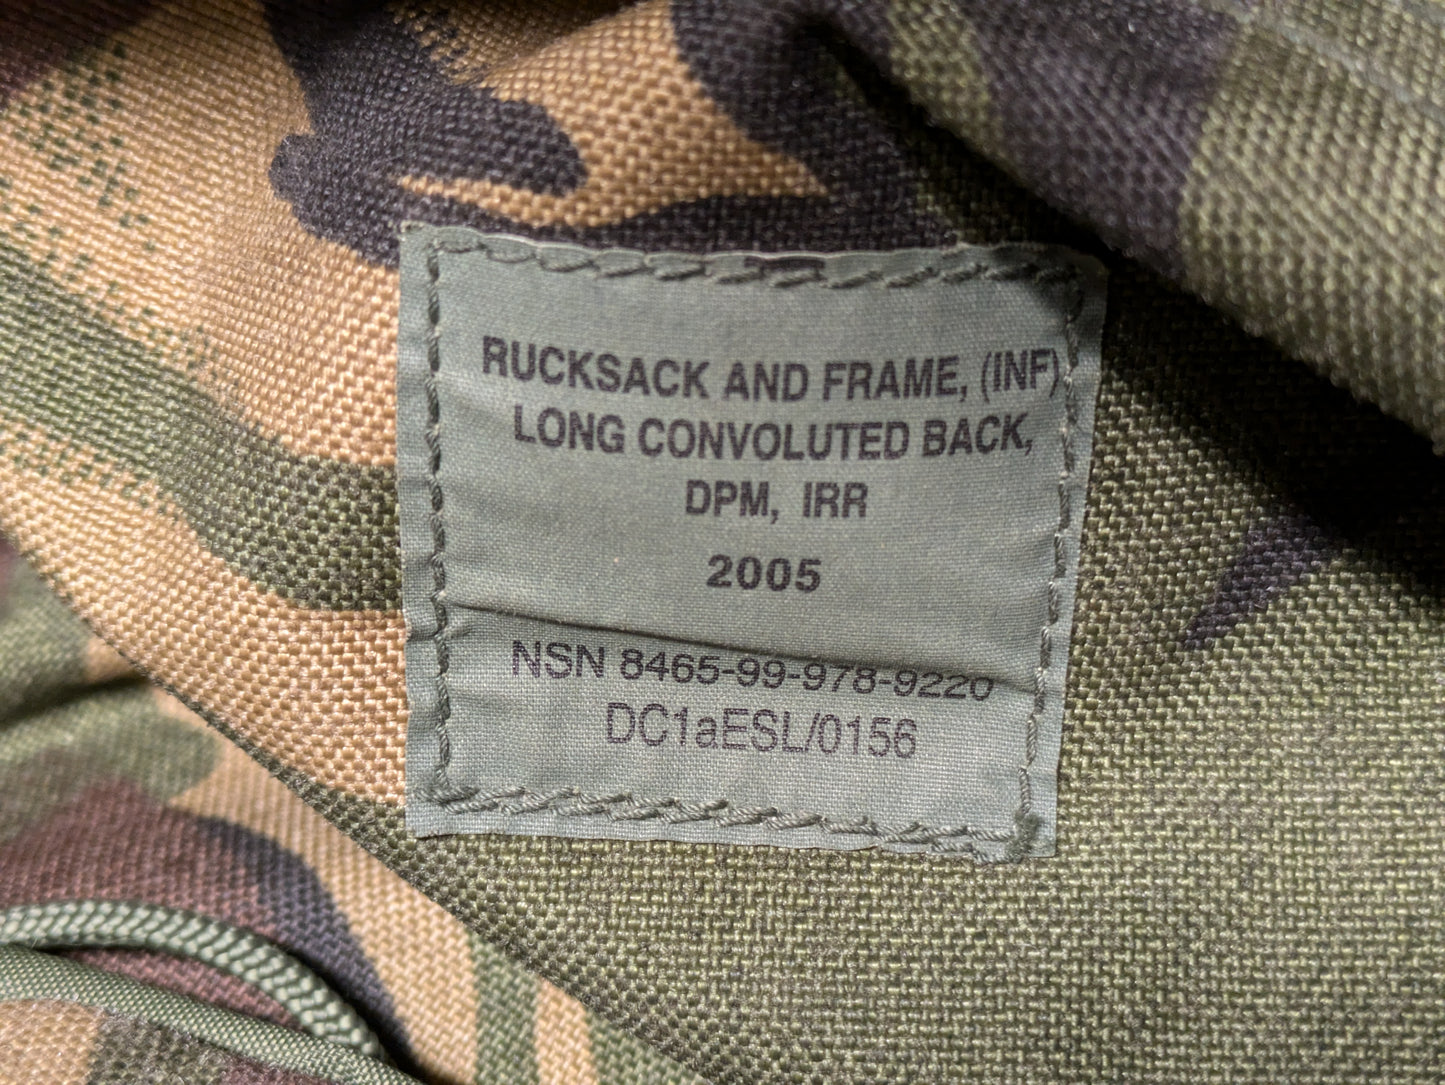 RUCKSACK AND FRAME, (INF)
LONG CONVOLUTED BACK,
DPM, IRR
2005
NSN 8465-99-978-9220
DC1aESL/0156